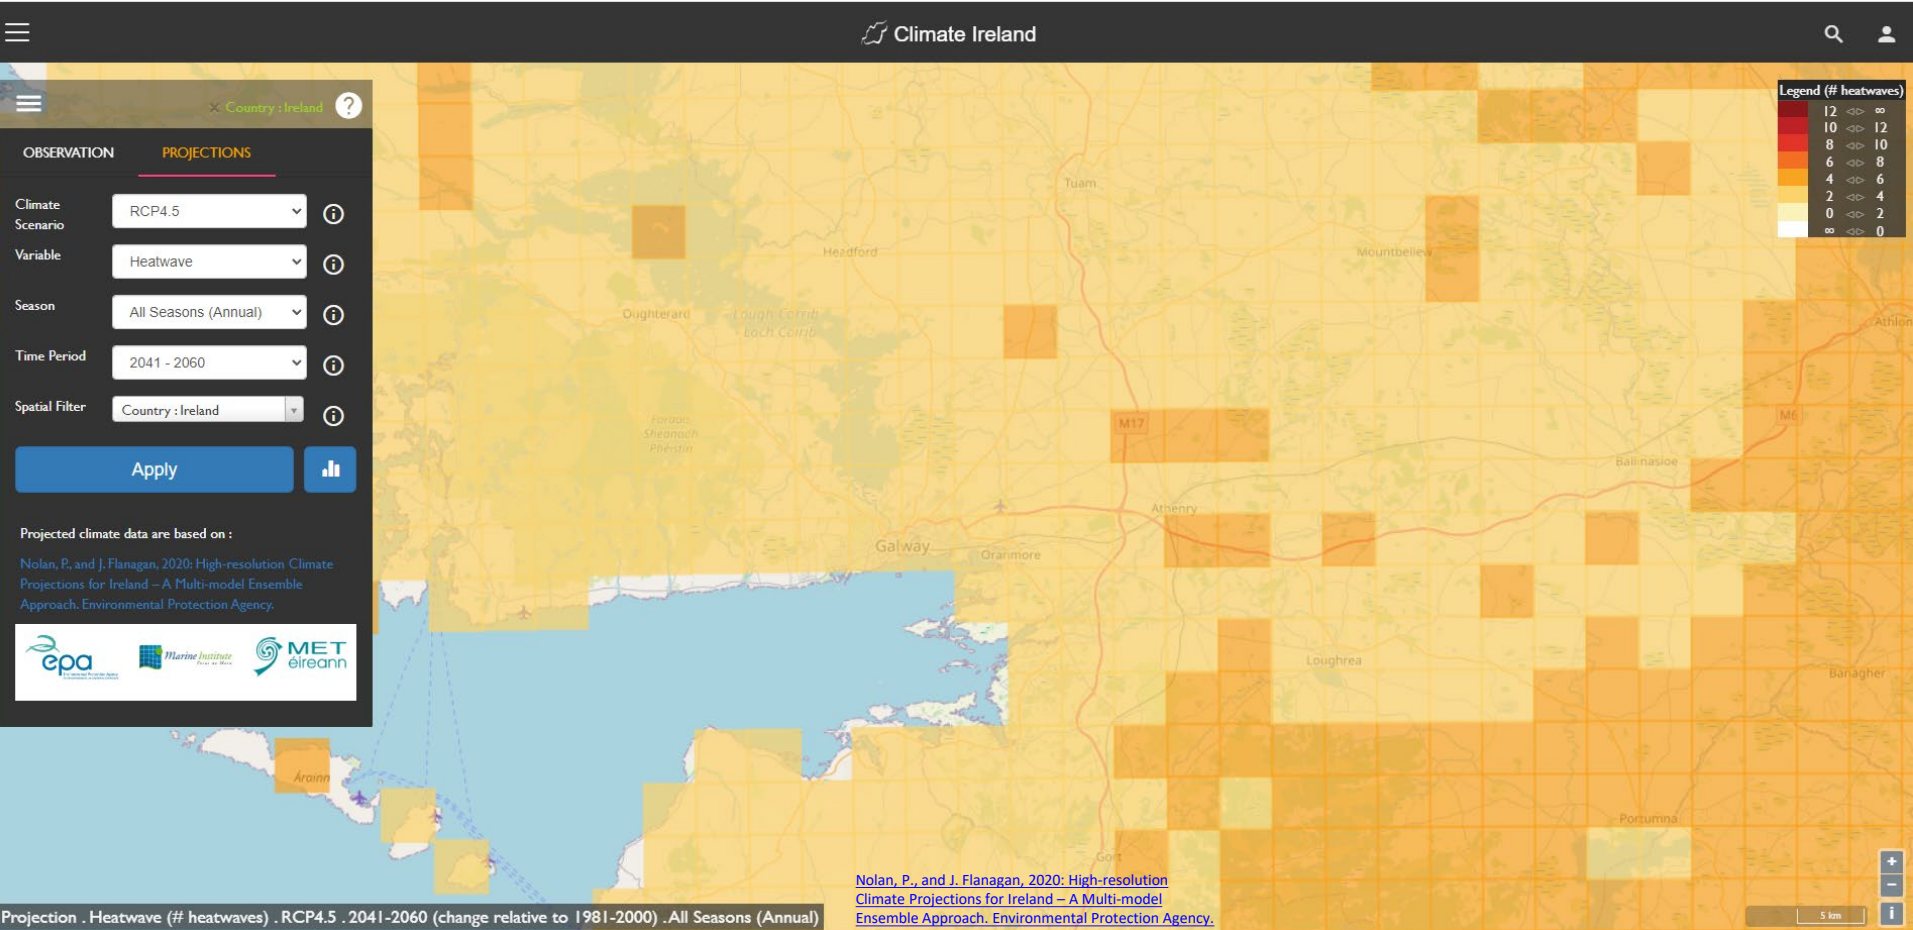 Climate Ireland
× Country : Ireland ?
OBSERVATION PROJECTIONS
Climate Scenario RCP4.5
Variable Heatwave
Season All Seasons (Annual)
Time Period 2041 - 2060
Spatial Filter Country : Ireland
Apply
Projected climate data are based on :
Nolan, P., and J. Flanagan, 2020: High-resolution Climate
Projections for Ireland – A Multi-model Ensemble
Approach. Environmental Protection Agency.
epa
Marine Institute
MET
éireann
Legend (# heatwaves)
12 ◅▻ ∞
10 ◅▻ 12
8 ◅▻ 10
6 ◅▻ 8
4 ◅▻ 6
2 ◅▻ 4
0 ◅▻ 2
∞ ◅▻ 0
Tuam
Headford
Mountbellew
Oughterard
Lough Corrib
Loch Coirib
Athlon
M17
M6
Ballinasloe
Athenry
Galway
Oranmore
Loughrea
Banagher
Árainn
Portumna
Gort
Nolan, P., and J. Flanagan, 2020: High-resolution
Climate Projections for Ireland – A Multi-model
Ensemble Approach. Environmental Protection Agency.
Projection . Heatwave (# heatwaves) . RCP4.5 . 2041-2060 (change relative to 1981-2000) . All Seasons (Annual)
+
−
i
5 km